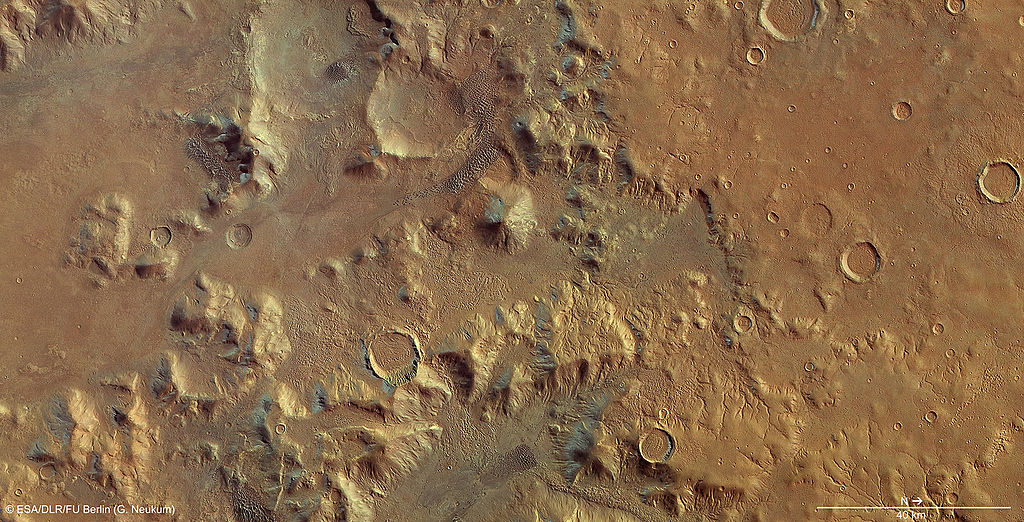 N →
40 km
© ESA/DLR/FU Berlin (G. Neukum)